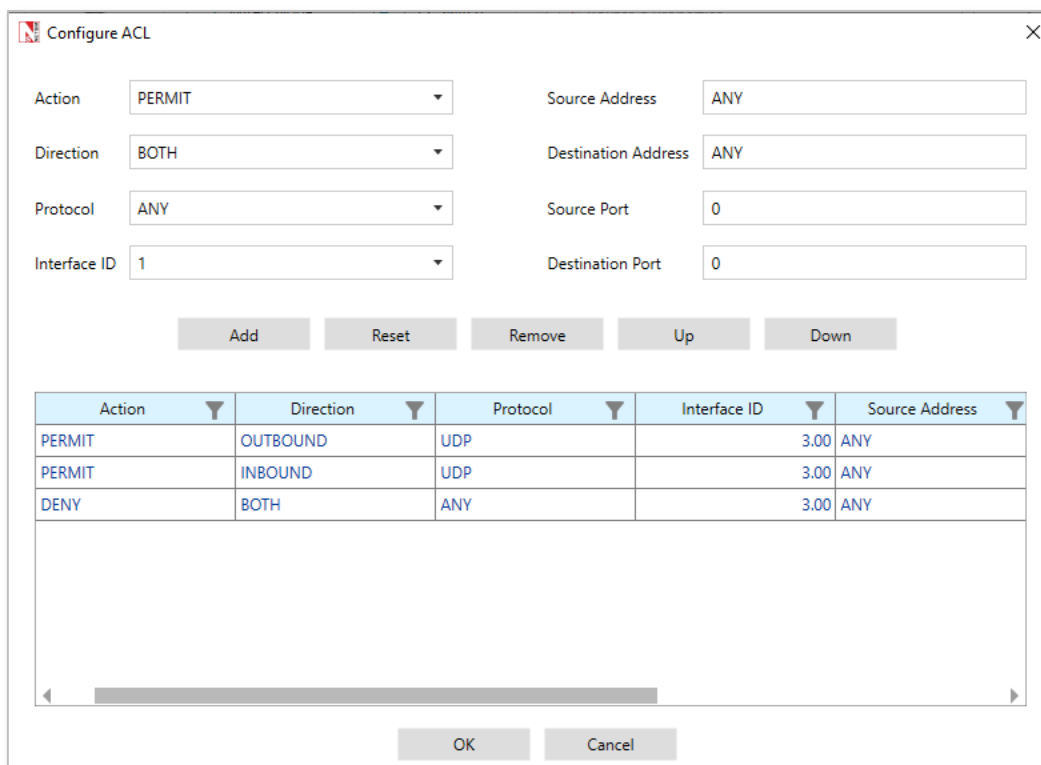 Configure ACL
Action PERMIT Source Address ANY
Direction BOTH Destination Address ANY
Protocol ANY Source Port 0
Interface ID 1 Destination Port 0
Add Reset Remove Up Down
Action Direction Protocol Interface ID Source Address
PERMIT OUTBOUND UDP 3.00 ANY
PERMIT INBOUND UDP 3.00 ANY
DENY BOTH ANY 3.00 ANY
OK Cancel